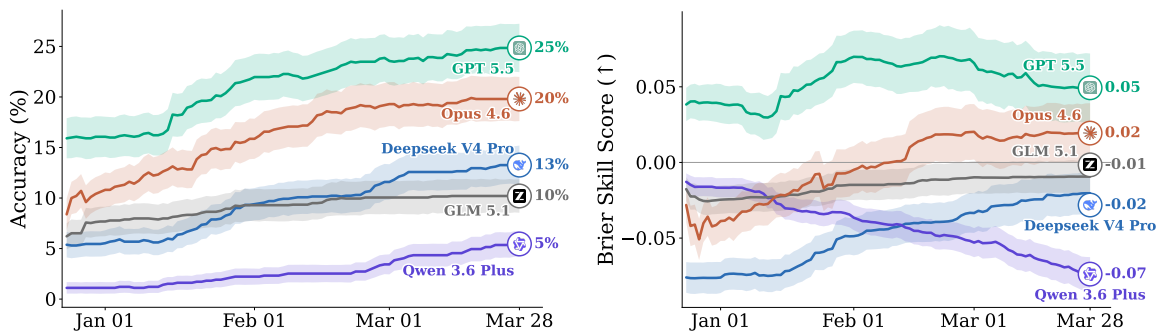 Accuracy (%)
25
20
15
10
5
0
Jan 01
Feb 01
Mar 01
Mar 28
GPT 5.5
25%
Opus 4.6
20%
Deepseek V4 Pro
13%
GLM 5.1
10%
Qwen 3.6 Plus
5%
Brier Skill Score (↑)
0.05
0.00
−0.05
Jan 01
Feb 01
Mar 01
Mar 28
GPT 5.5
0.05
Opus 4.6
0.02
GLM 5.1
-0.01
-0.02
Deepseek V4 Pro
-0.07
Qwen 3.6 Plus